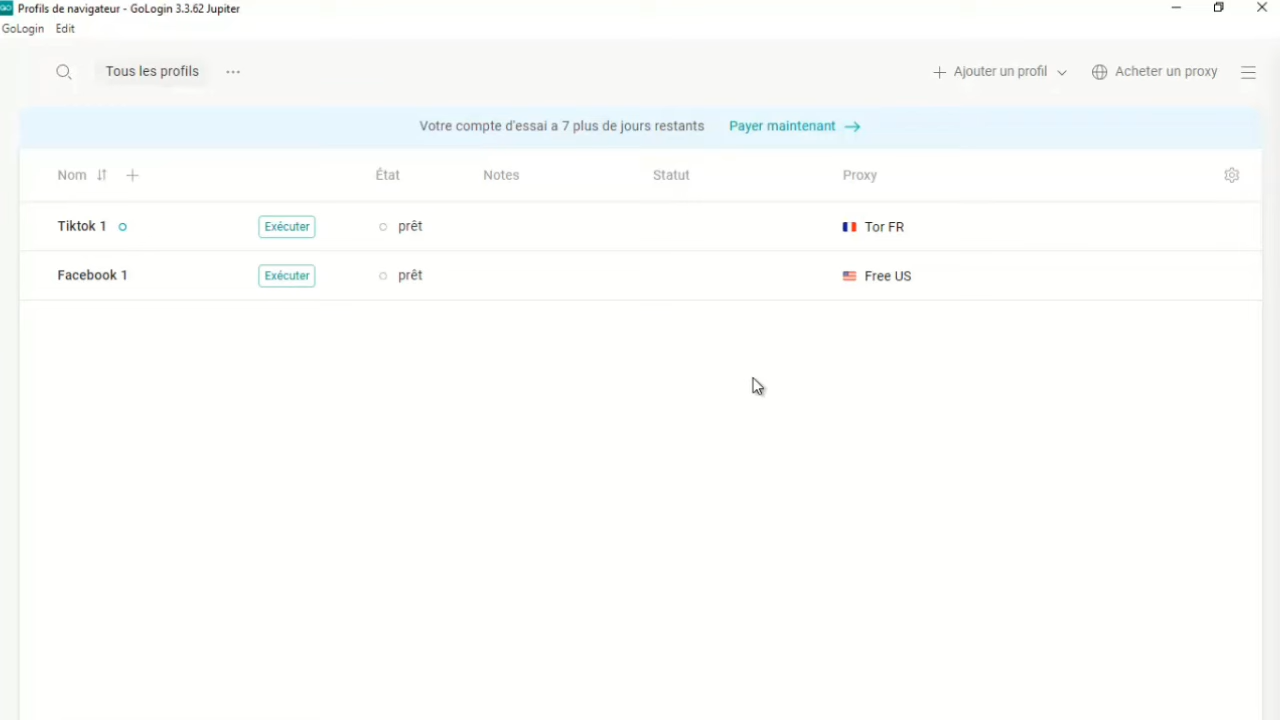 Profils de navigateur - GoLogin 3.3.62 Jupiter
GoLogin Edit
Tous les profils ... Ajouter un profil Acheter un proxy
Votre compte d'essai a 7 plus de jours restants Payer maintenant →
Nom État Notes Statut Proxy
Tiktok 1 Exécuter prêt Tor FR
Facebook 1 Exécuter prêt Free US